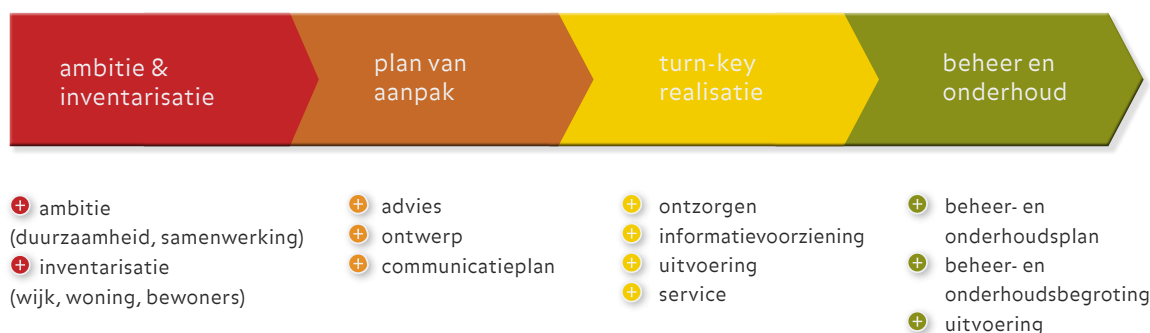 ambitie &
inventarisatie
plan van
aanpak
turn-key
realisatie
beheer en
onderhoud
ambitie
(duurzaamheid, samenwerking)
inventarisatie
(wijk, woning, bewoners)
advies
ontwerp
communicatieplan
ontzorgen
informatievoorziening
uitvoering
service
beheer- en
onderhoudsplan
beheer- en
onderhoudsbegroting
uitvoering